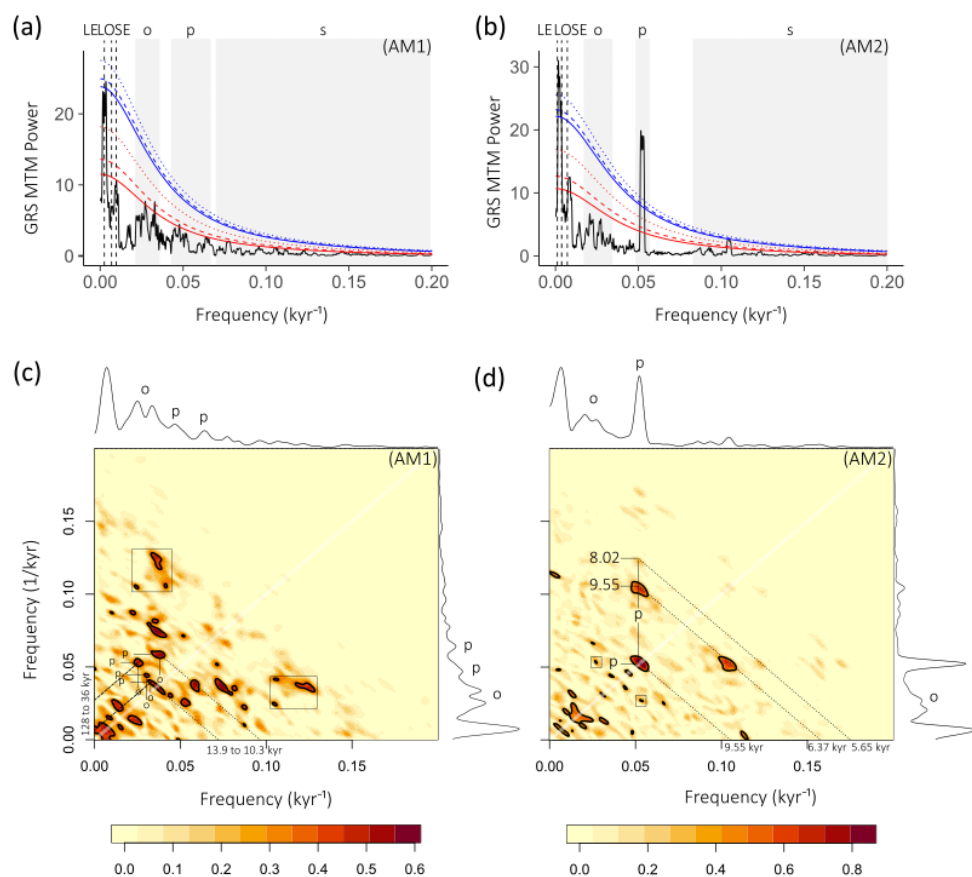 (a)
LE LOSE o p s
(AM1)
GRS MTM Power
20
10
0
0.00 0.05 0.10 0.15 0.20
Frequency (kyr⁻¹)
(b)
LE LOSE o p s
(AM2)
GRS MTM Power
30
20
10
0
0.00 0.05 0.10 0.15 0.20
Frequency (kyr⁻¹)
(c)
o
p
p
(AM1)
Frequency (1/kyr)
0.15
0.10
0.05
0.00
p
p
p
p
o
o
o
o
128 to 36 kyr
13.9 to 10.3 kyr
p
p
o
0.00 0.05 0.10 0.15
Frequency (kyr⁻¹)
0.0 0.1 0.2 0.3 0.4 0.5 0.6
(d)
p
o
(AM2)
8.02
9.55
p
p
9.55 kyr
6.37 kyr
5.65 kyr
p
o
0.00 0.05 0.10 0.15
Frequency (kyr⁻¹)
0.0 0.2 0.4 0.6 0.8